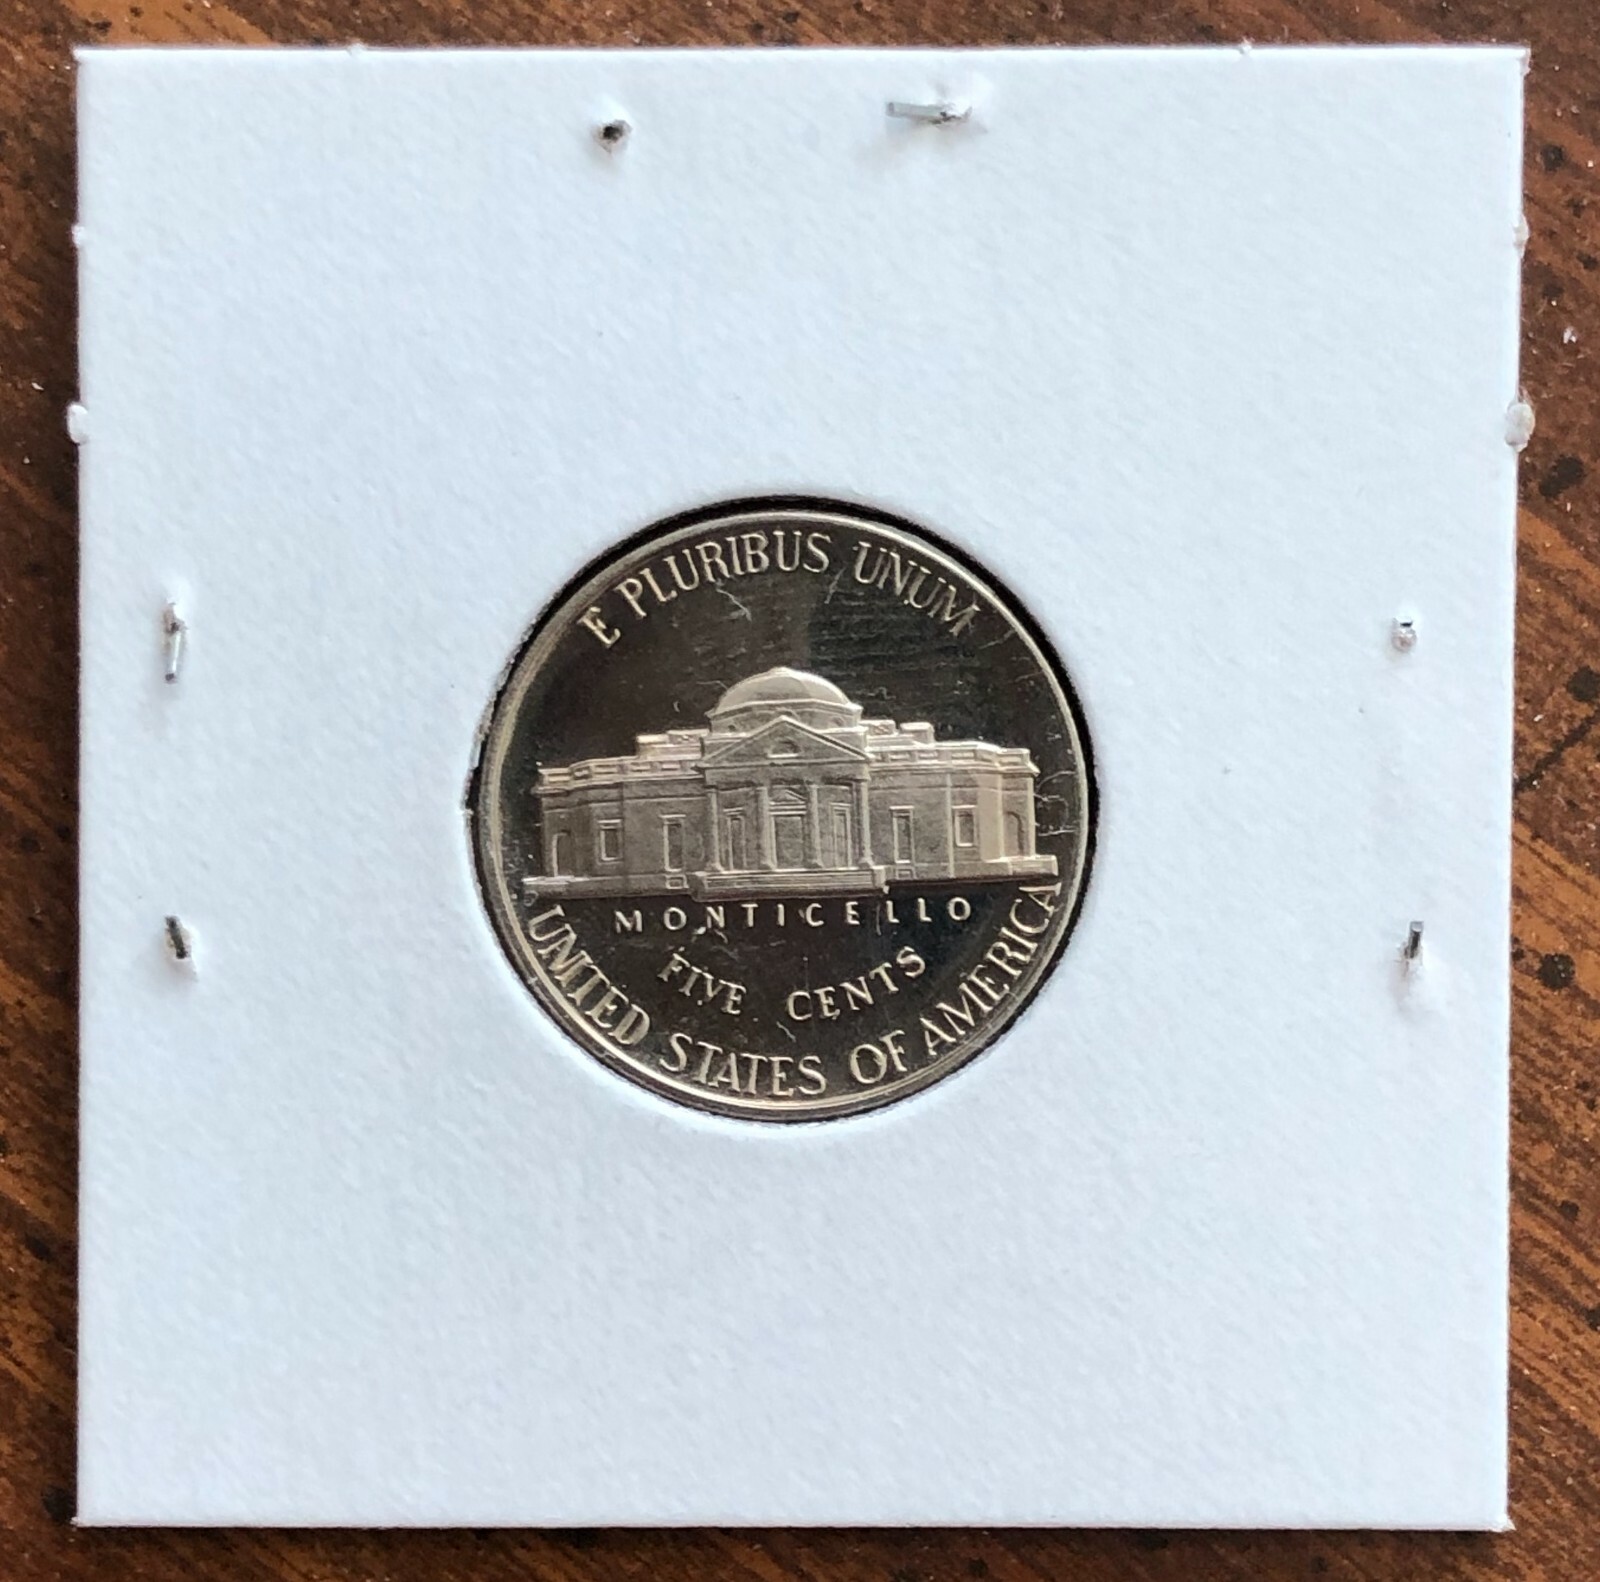 E PLURIBUS UNUM
MONTICELLO
FIVE CENTS
UNITED STATES OF AMERICA